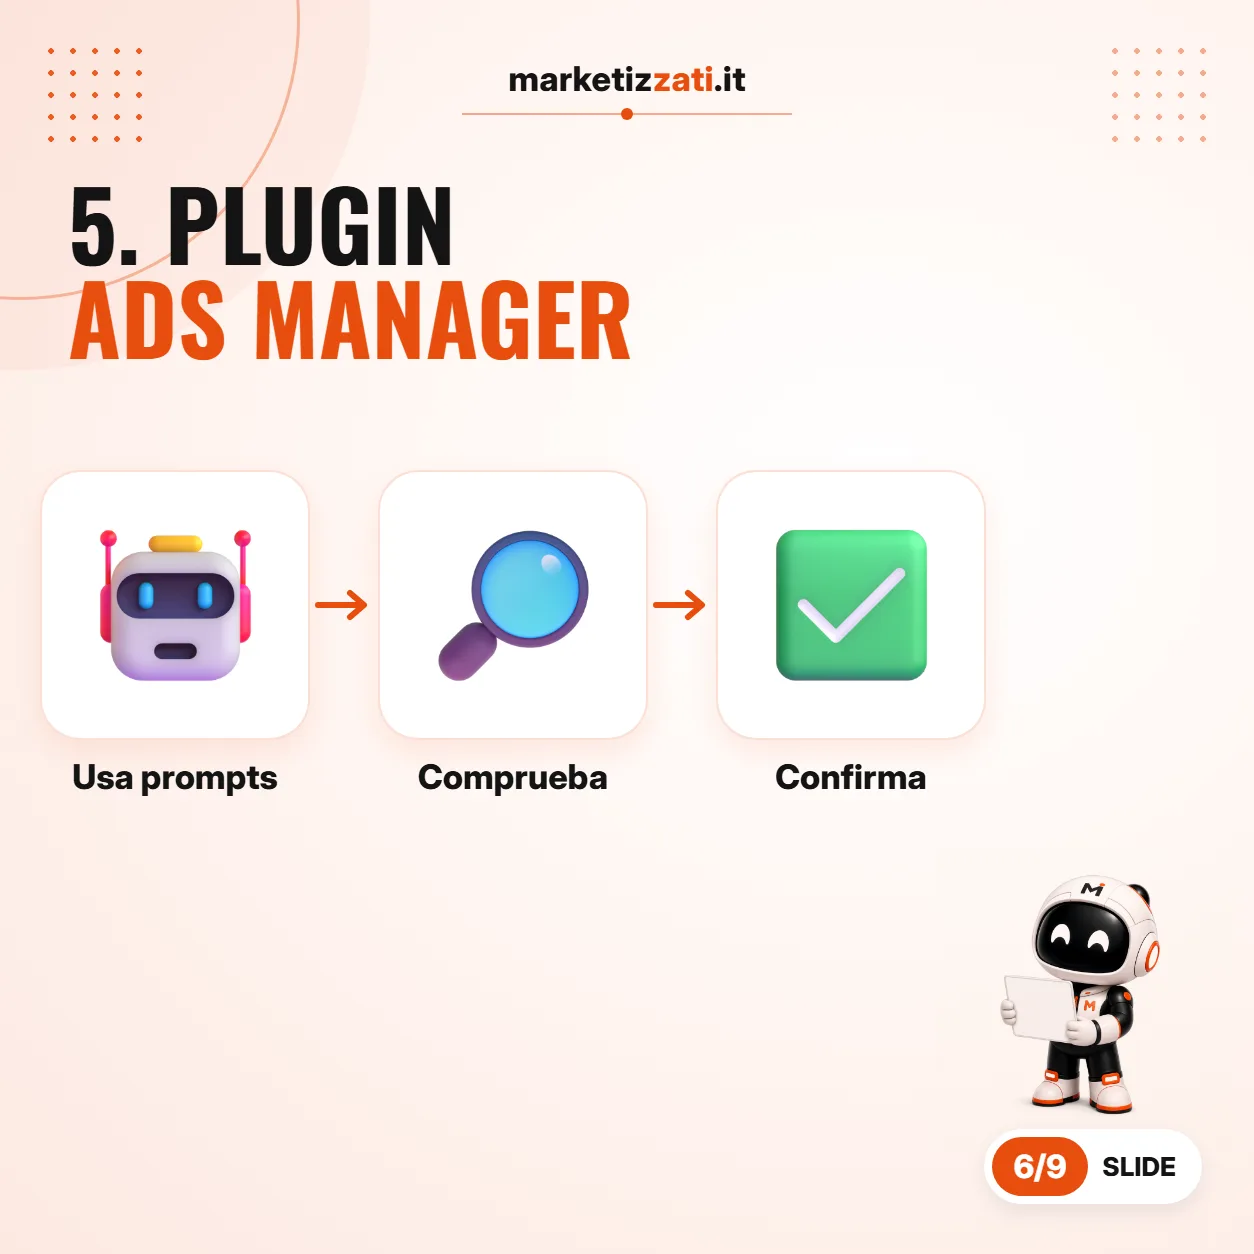 marketizzati.it
5. PLUGIN
ADS MANAGER
Usa prompts
Comprueba
Confirma
M
M
6/9 SLIDE